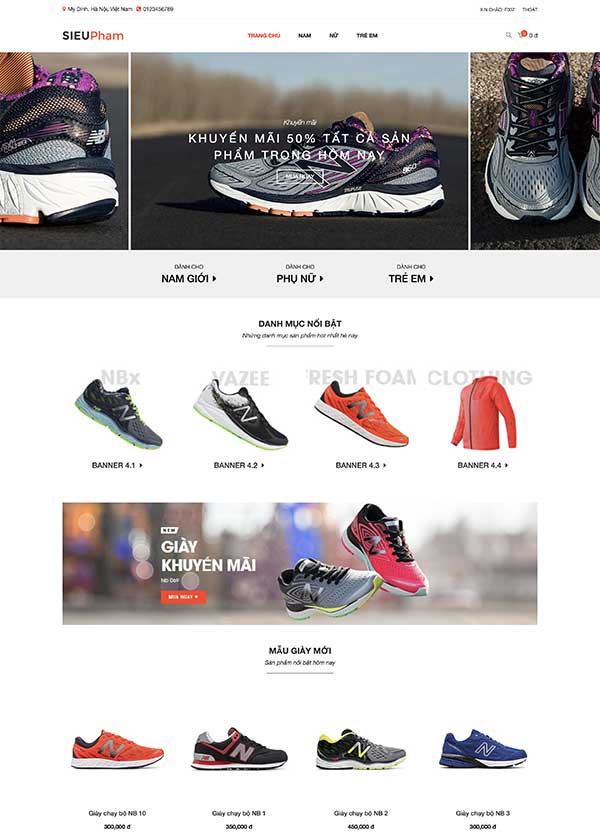 My Dình, Hà Nội, Việt Nam 0123456789
XIN CHÀO: F307 THOÁT
SIEUPham
TRANG CHỦ NAM NỮ TRẺ EM
0 0 đ
Khuyến mãi
KHUYẾN MÃI 50% TẤT CẢ SẢN
PHẨM TRONG HÔM NAY
MUA NGAY
DÀNH CHO
NAM GIỚI
DÀNH CHO
PHỤ NỮ
DÀNH CHO
TRẺ EM
DANH MỤC NỔI BẬT
Những danh mục sản phẩm hot nhất hè này
NBx
VAZEE
FRESH FOAM
CLOTHING
BANNER 4.1
BANNER 4.2
BANNER 4.3
BANNER 4.4
NEW
GIÀY
KHUYẾN MÃI
Nb 069
MUA NGAY
MẪU GIÀY MỚI
Sản phẩm nổi bật hôm nay
Giày chạy bộ NB 10
300,000 đ
Giày chạy bộ NB 1
350,000 đ
Giày chạy bộ NB 2
450,000 đ
Giày chạy bộ NB 3
300,000 đ